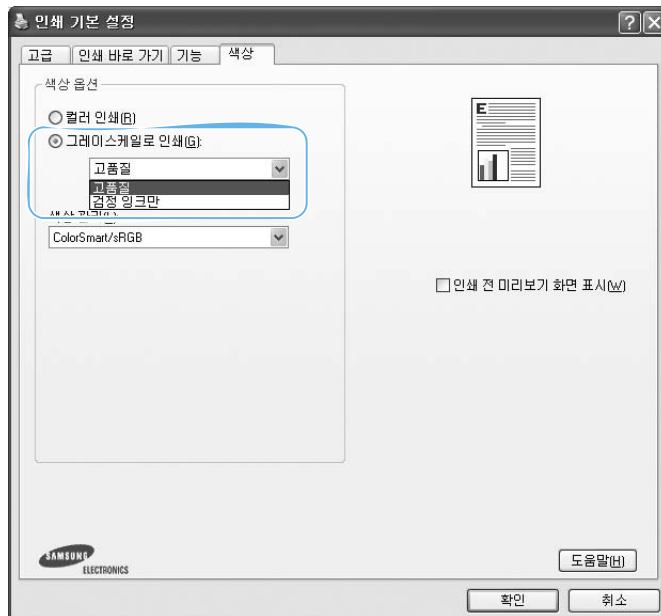 인쇄 기본 설정
고급 인쇄 바로 가기 기능 색상
색상 옵션
컬러 인쇄(R)
그레이스케일로 인쇄(G):
고품질
고품질
검정 잉크만
ColorSmart/sRGB
E
인쇄 전 미리보기 화면 표시(W)
SAMSUNG
ELECTRONICS
도움말(H)
확인 취소